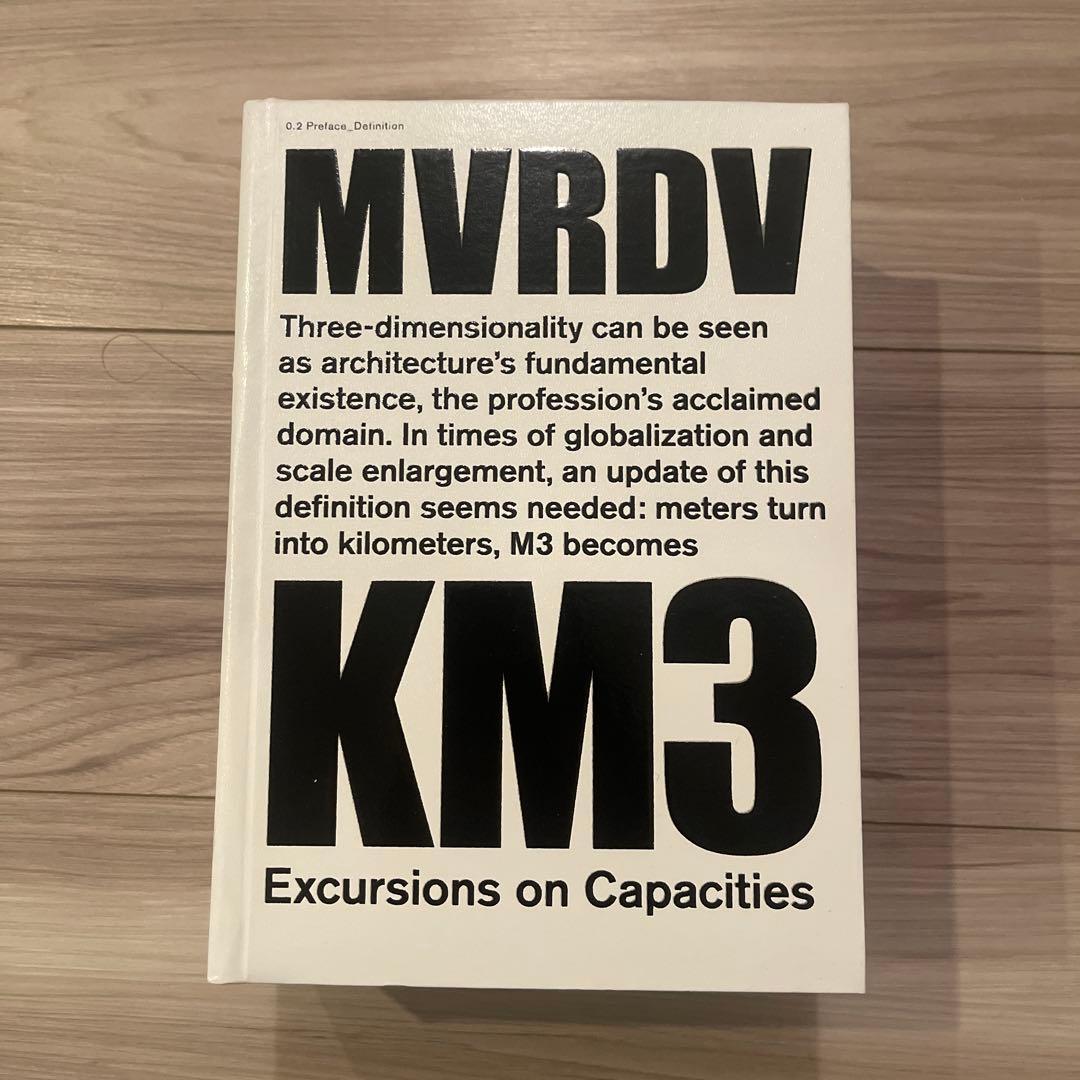 0.2 Preface_Definition
MVRDV
Three-dimensionality can be seen
as architecture's fundamental
existence, the profession's acclaimed
domain. In times of globalization and
scale enlargement, an update of this
definition seems needed: meters turn
into kilometers, M3 becomes
KM3
Excursions on Capacities